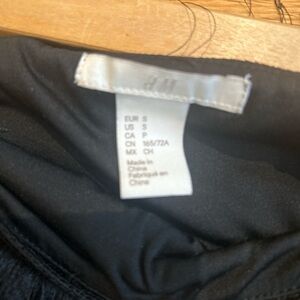 EUR S
US S
CA P
CN 165/72A
MX CH
Made in
China
Fabriqué en
Chine